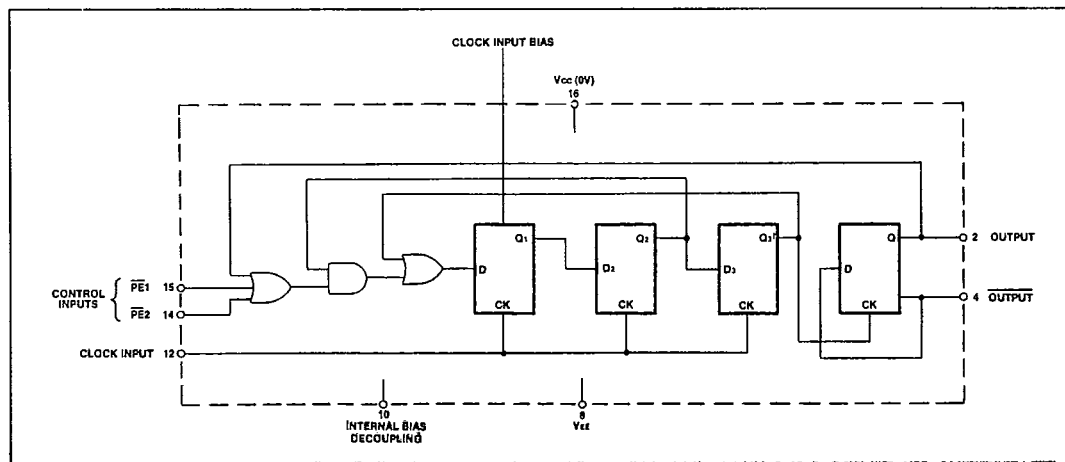 CLOCK INPUT BIAS
Vcc (0V)
16
D
Q1
CK
D2
Q2
CK
D3
Q3
CK
D
Q
CK
2 OUTPUT
4 OUTPUT
CONTROL INPUTS
PE1 15
PE2 14
CLOCK INPUT 12
10
INTERNAL BIAS
DECOUPLING
8
VEE